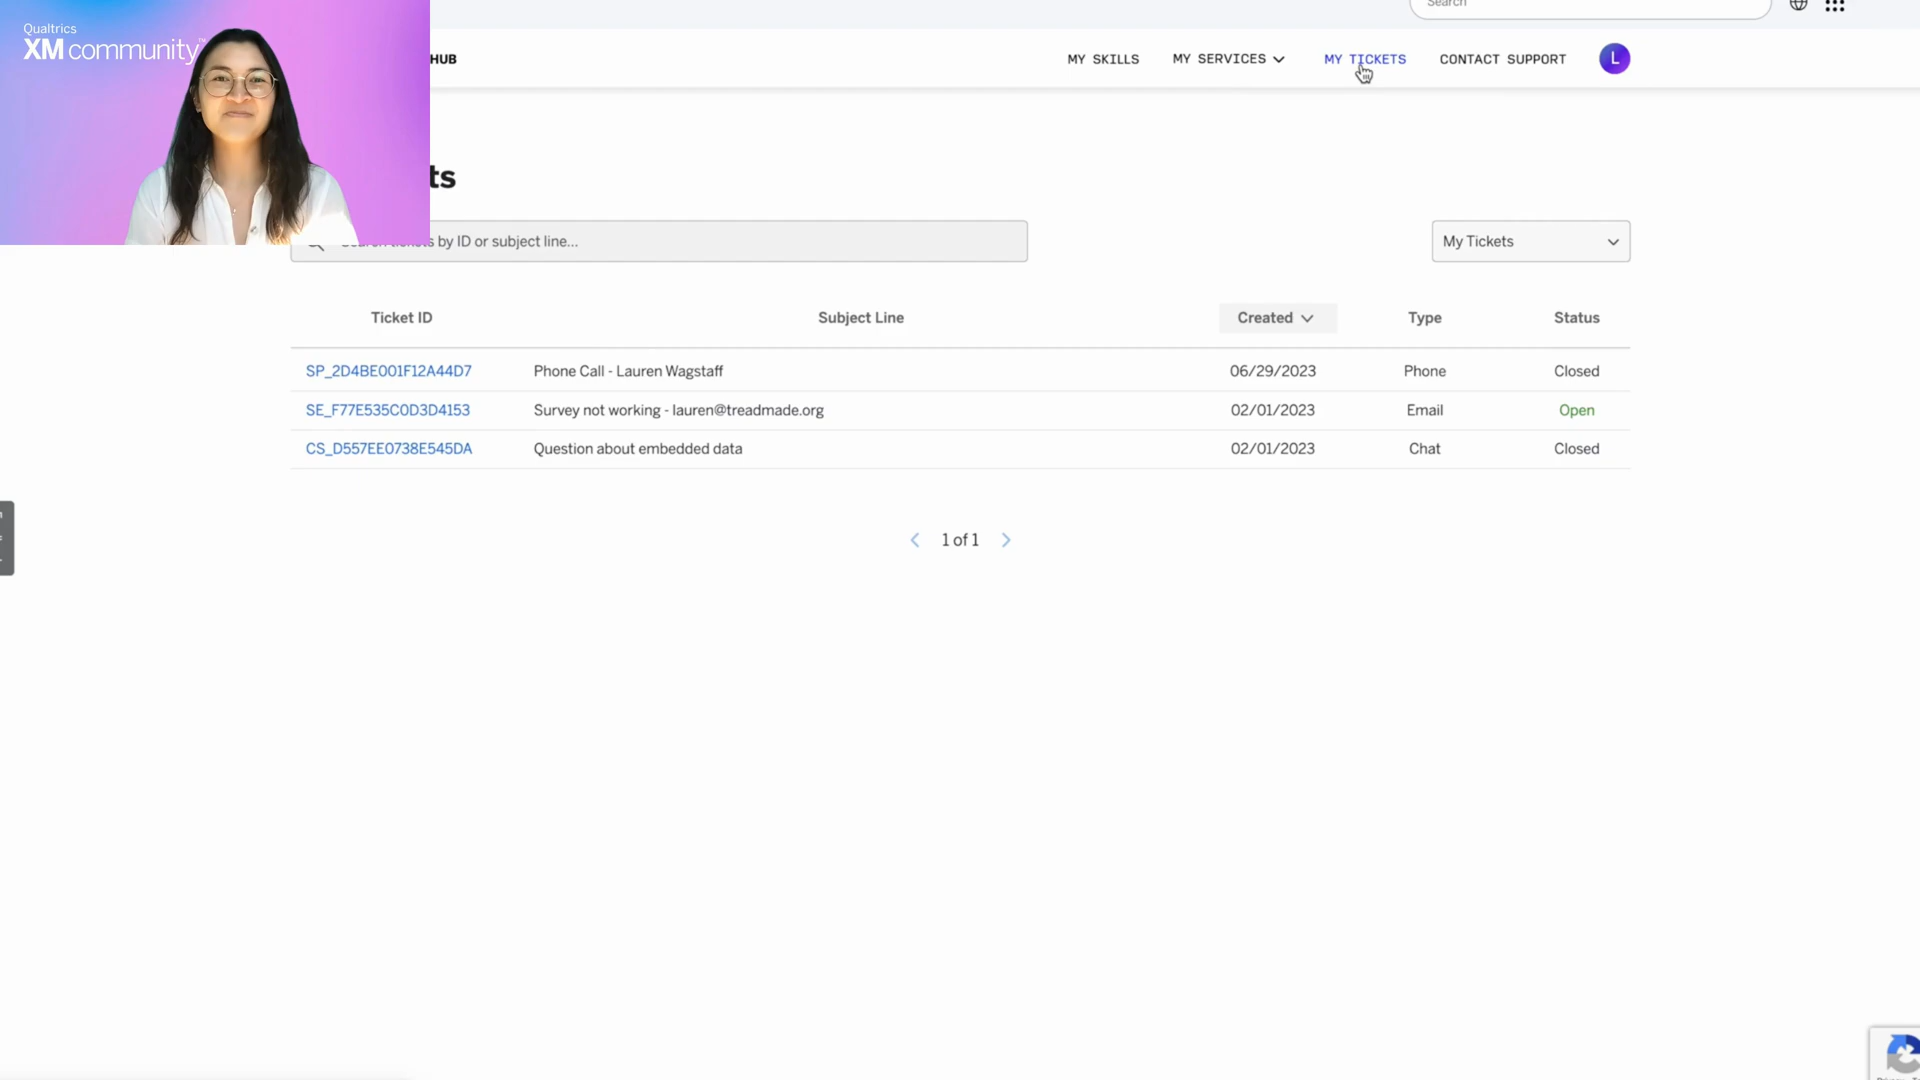 Search
Qualtrics
XM community™
HUB
MY SKILLS
MY SERVICES
MY TICKETS
CONTACT SUPPORT
L
ts
by ID or subject line...
My Tickets
Ticket ID
Subject Line
Created
Type
Status
SP_2D4BE001F12A44D7
Phone Call - Lauren Wagstaff
06/29/2023
Phone
Closed
SE_F77E535C0D3D4153
Survey not working - lauren@treadmade.org
02/01/2023
Email
Open
CS_D557EE0738E545DA
Question about embedded data
02/01/2023
Chat
Closed
1 of 1